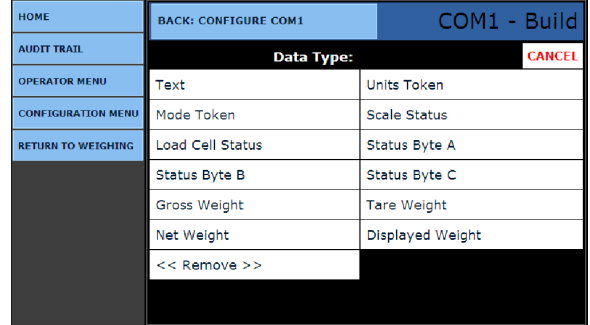 HOME
AUDIT TRAIL
OPERATOR MENU
CONFIGURATION MENU
RETURN TO WEIGHING
BACK: CONFIGURE COM1
COM1 - Build
Data Type:
CANCEL
Text
Units Token
Mode Token
Scale Status
Load Cell Status
Status Byte A
Status Byte B
Status Byte C
Gross Weight
Tare Weight
Net Weight
Displayed Weight
<< Remove >>